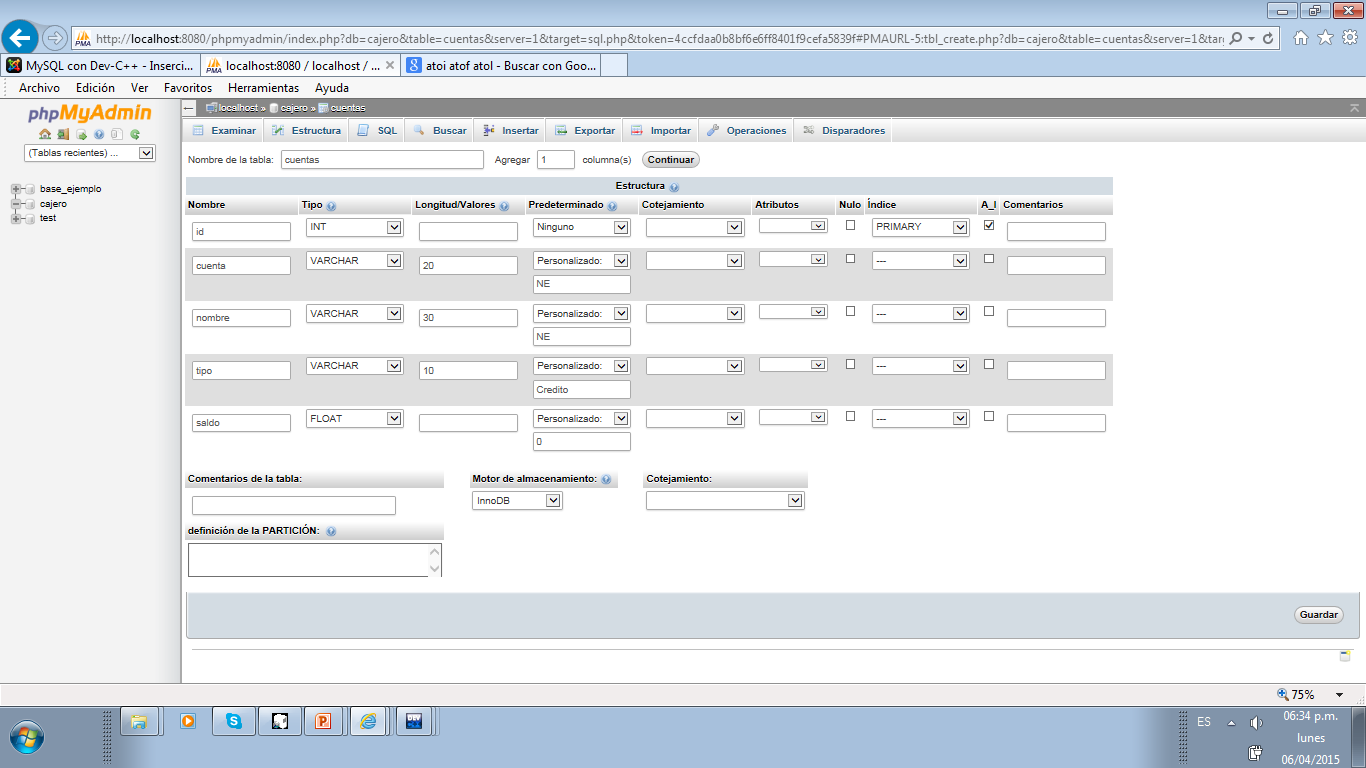 http://localhost:8080/phpmyadmin/index.php?db=cajero&table=cuentas&server=1&target=sql.php&token=4ccfdaa0b8bf6e6ff8401f9cefa5839f#PMAURL-5:tbl_create.php?db=cajero&table=cuentas&server=1&tar
MySQL con Dev-C++ - Inserci... localhost:8080 / localhost / ... atoi atof atol - Buscar con Goo...
Archivo Edición Ver Favoritos Herramientas Ayuda
phpMyAdmin
(Tablas recientes) ...
base_ejemplo
cajero
test
localhost » cajero » cuentas
Examinar Estructura SQL Buscar Insertar Exportar Importar Operaciones Disparadores
Nombre de la tabla: cuentas Agregar 1 columna(s) Continuar
Estructura
Nombre Tipo Longitud/Valores Predeterminado Cotejamiento Atributos Nulo Índice A_I Comentarios
id INT Ninguno PRIMARY
cuenta VARCHAR 20 Personalizado: ---
NE
nombre VARCHAR 30 Personalizado: ---
NE
tipo VARCHAR 10 Personalizado: ---
Credito
saldo FLOAT Personalizado: ---
0
Comentarios de la tabla: Motor de almacenamiento: Cotejamiento:
InnoDB
definición de la PARTICIÓN:
Guardar
75%
ES 06:34 p.m.
lunes
06/04/2015